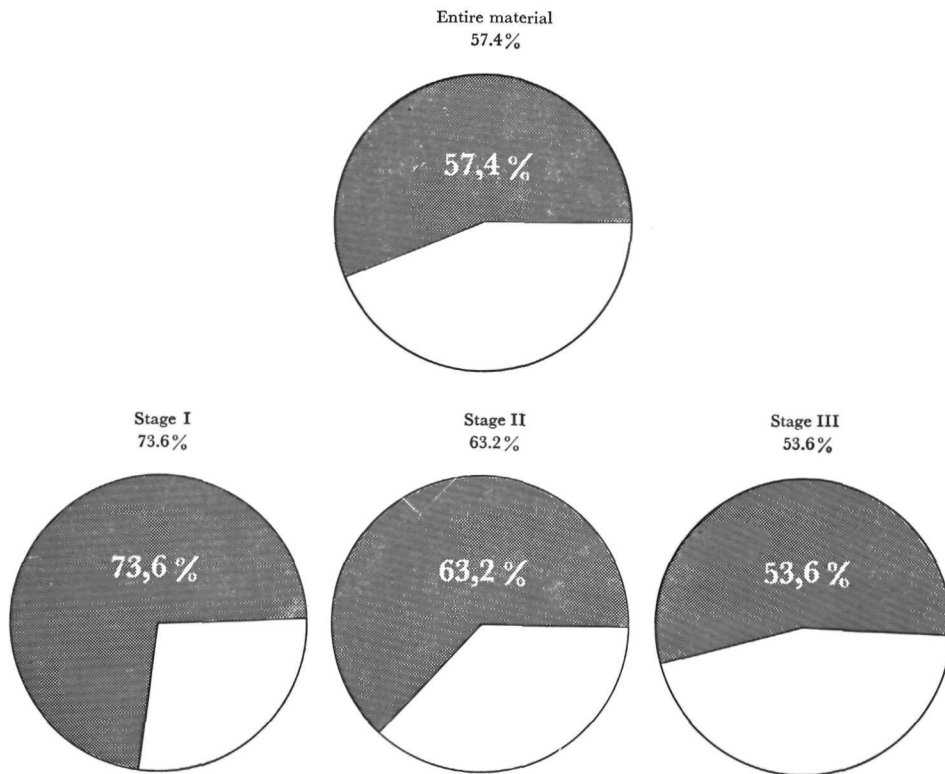 Entire material
57.4%
57,4 %
Stage I
73.6%
73,6 %
Stage II
63.2%
63,2 %
Stage III
53.6%
53,6 %